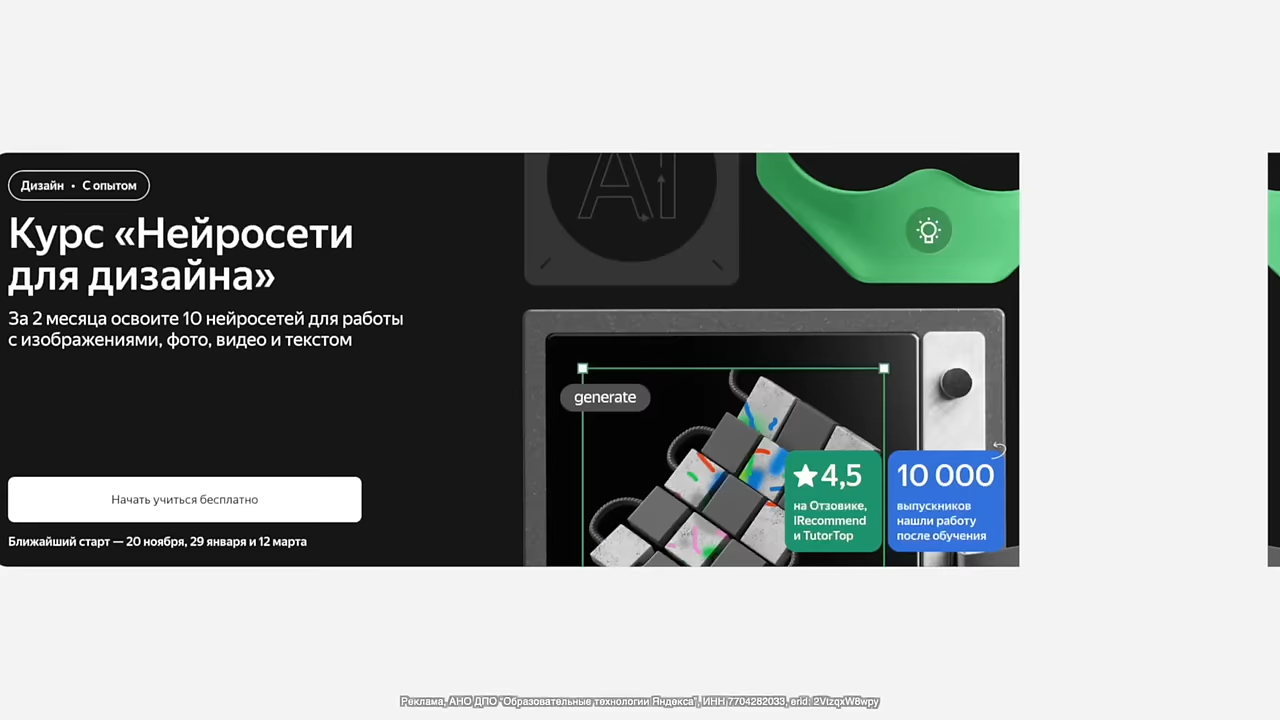 Дизайн • С опытом
Курс «Нейросети
для дизайна»
За 2 месяца освоите 10 нейросетей для работы
с изображениями, фото, видео и текстом
Начать учиться бесплатно
Ближайший старт — 20 ноября, 29 января и 12 марта
AI
generate
4,5
на Отзовике,
IRecommend
и TutorTop
10 000
выпускников
нашли работу
после обучения
Реклама, АНО ДПО "Образовательные технологии Яндекса", ИНН 7704282033, erid: 2VtzqxW8wpy